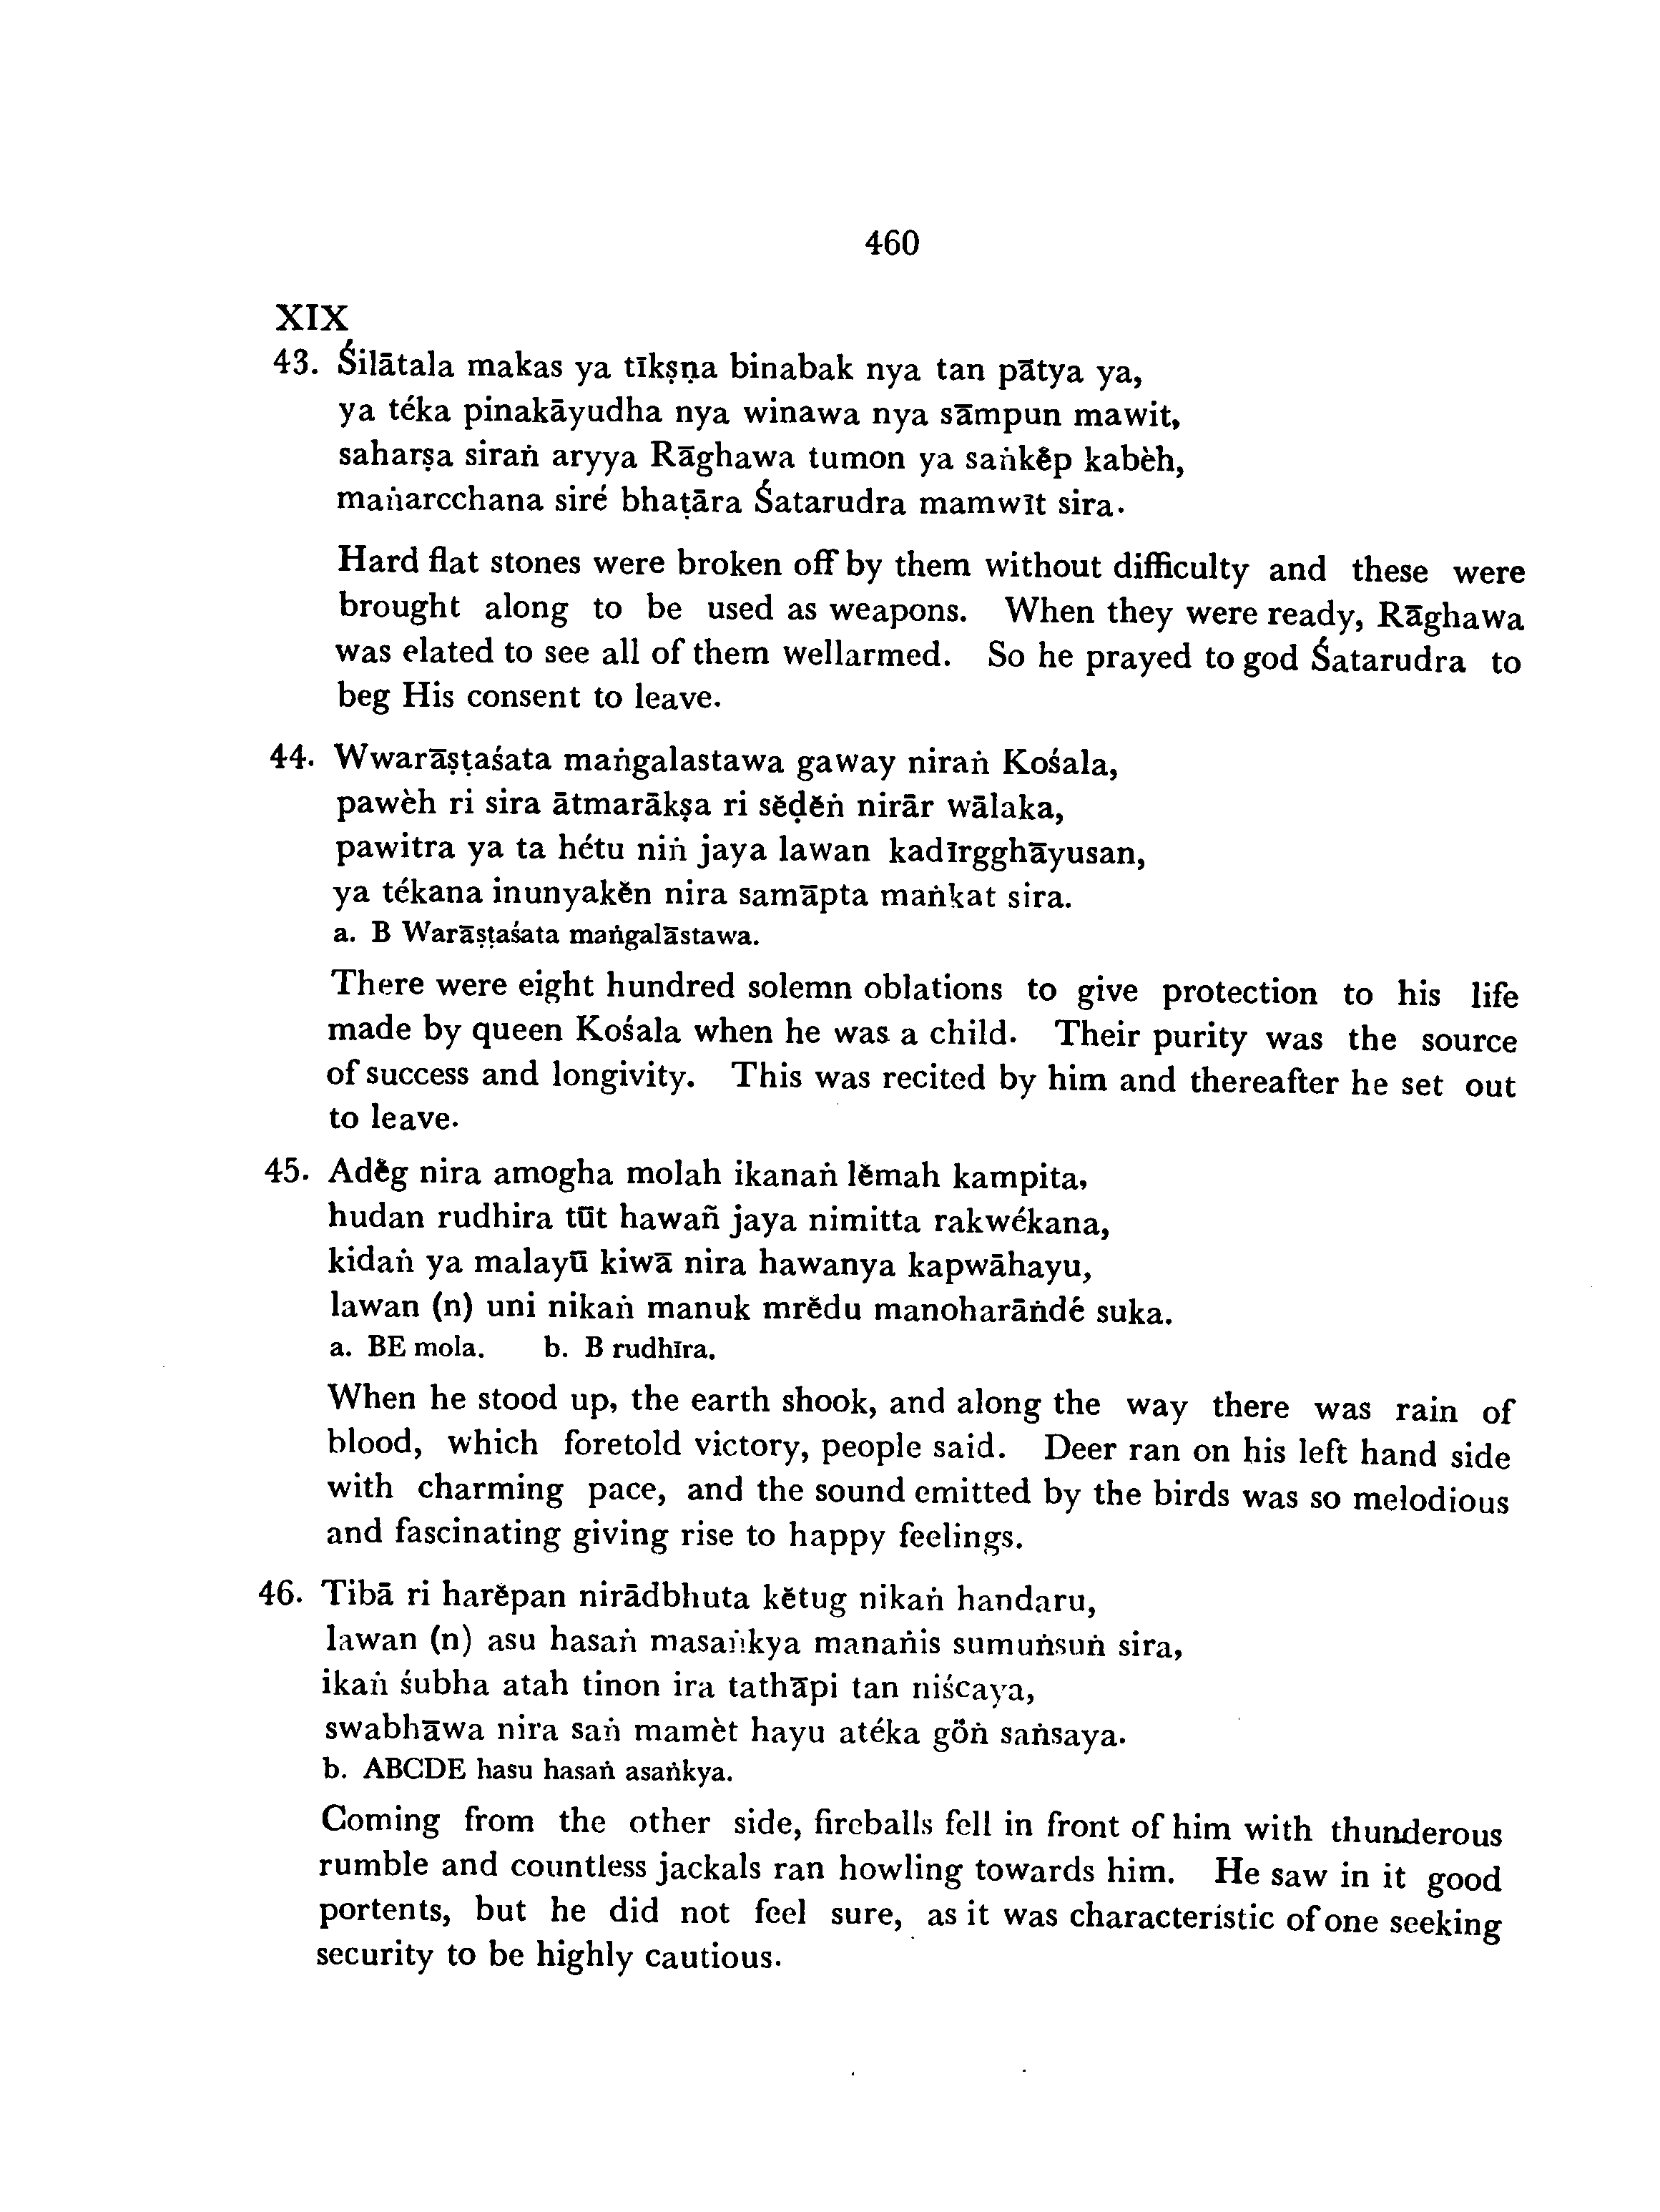 460
XIX
43. Śilātala makas ya tīkṣṇa binabak nya tan pātya ya,
ya téka pinakāyudha nya winawa nya sāmpun mawit,
saharṣa siraṅ aryya Rāghawa tumon ya saṅkĕp kabèh,
maṅarcchana siré bhaṭāra Śatarudra mamwīt sira.
Hard flat stones were broken off by them without difficulty and these were
brought along to be used as weapons. When they were ready, Rāghawa
was elated to see all of them wellarmed. So he prayed to god Śatarudra to
beg His consent to leave.
44. Wwarāṣṭaśata maṅgalastawa gaway niraṅ Kośala,
pawèh ri sira ātmarākṣa ri sĕḍĕṅ nirār wālaka,
pawitra ya ta hétu niṅ jaya lawan kadīrgghāyusan,
ya tékana inunyakĕn nira samāpta maṅkat sira.
a. B Warāṣṭaśata maṅgalāstawa.
There were eight hundred solemn oblations to give protection to his life
made by queen Kośala when he was a child. Their purity was the source
of success and longivity. This was recited by him and thereafter he set out
to leave.
45. Adĕg nira amogha molah ikanaṅ lĕmah kampita,
hudan rudhira tūt hawañ jaya nimitta rakwékana,
kidaṅ ya malayū kiwā nira hawanya kapwāhayu,
lawan (n) uni nikaṅ manuk mrĕdu manoharāṅdé suka.
a. BE mola. b. B rudhīra.
When he stood up, the earth shook, and along the way there was rain of
blood, which foretold victory, people said. Deer ran on his left hand side
with charming pace, and the sound emitted by the birds was so melodious
and fascinating giving rise to happy feelings.
46. Tibā ri harĕpan nirādbhuta kĕtug nikaṅ handaru,
lawan (n) asu hasaṅ masaṅkya manaṅis sumuṅsuṅ sira,
ikaṅ śubha atah tinon ira tathāpi tan niścaya,
swabhāwa nira saṅ mamèt hayu atéka göṅ saṅsaya.
b. ABCDE hasu hasaṅ asaṅkya.
Coming from the other side, fireballs fell in front of him with thunderous
rumble and countless jackals ran howling towards him. He saw in it good
portents, but he did not feel sure, as it was characteristic of one seeking
security to be highly cautious.